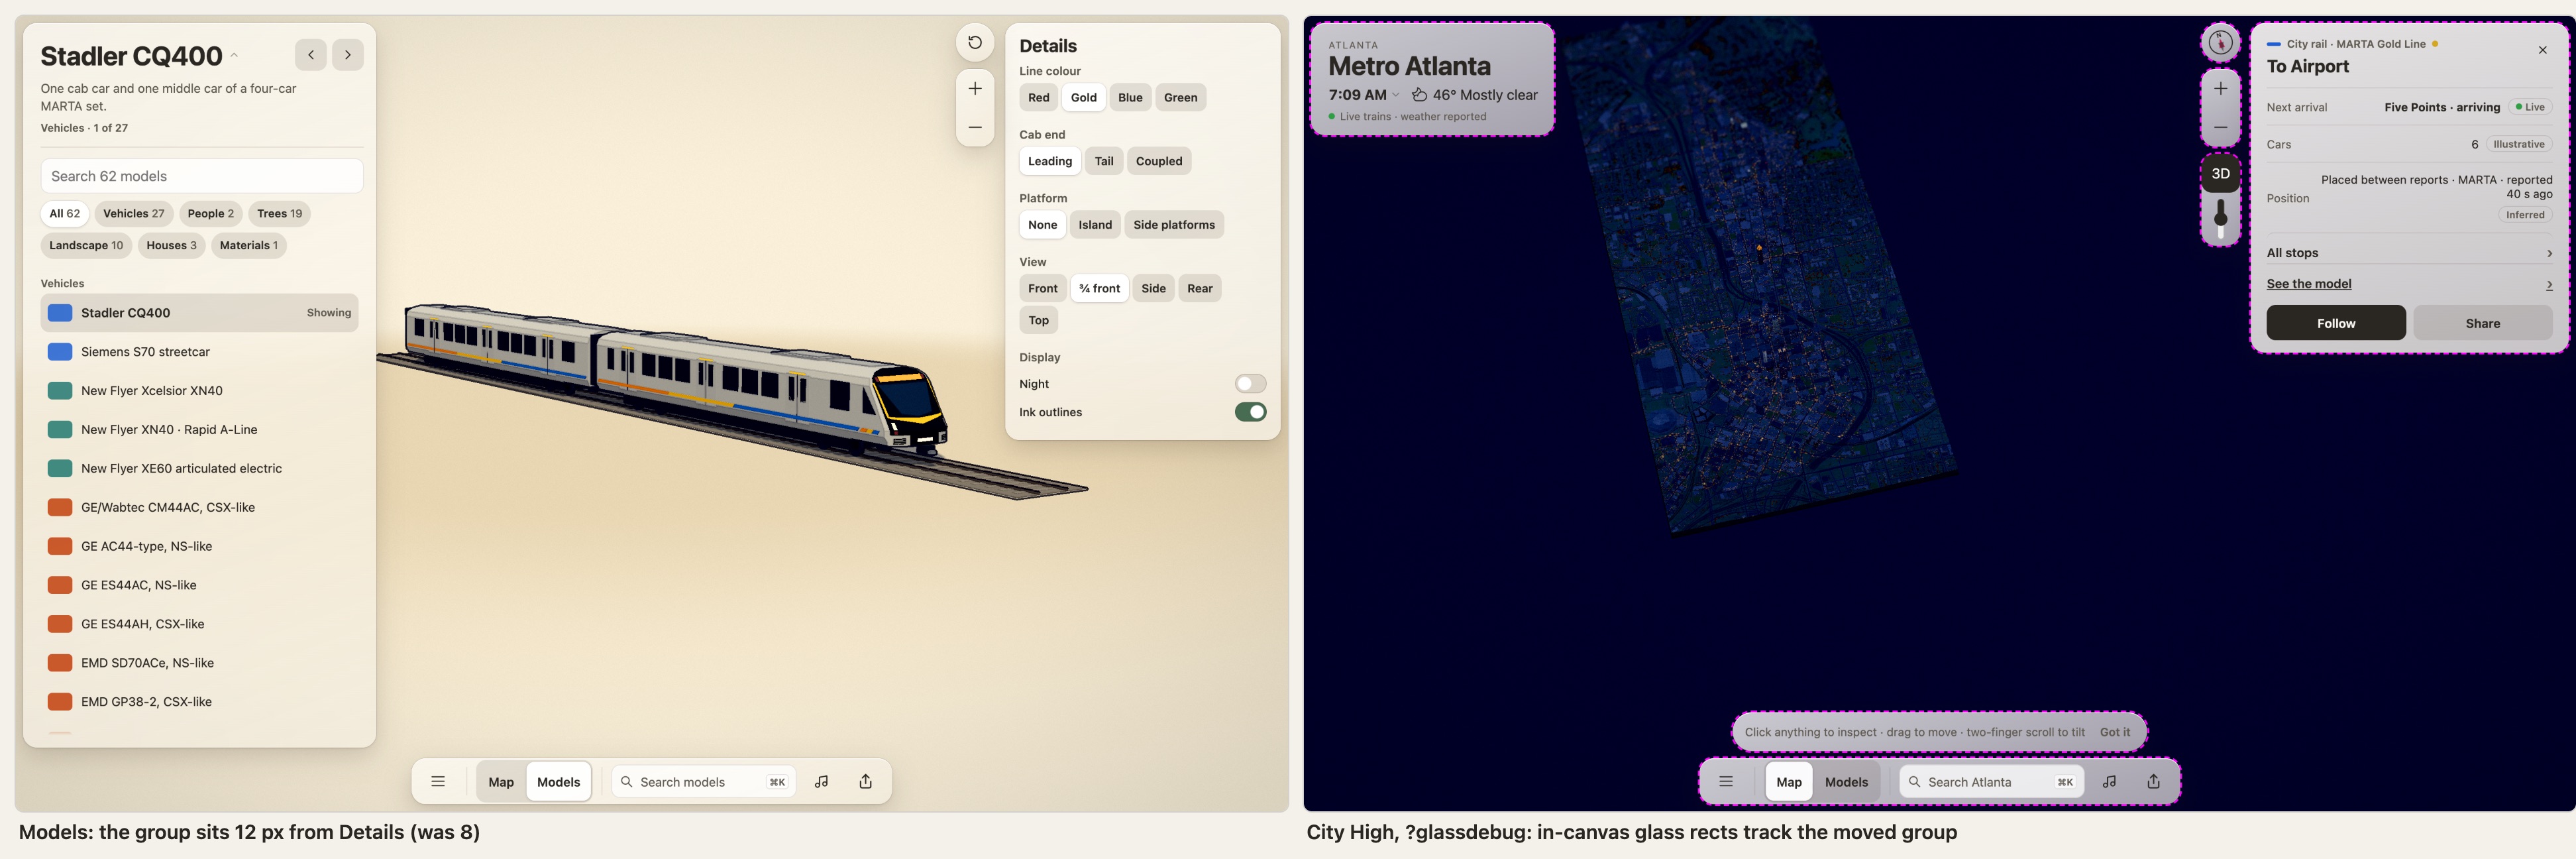 Stadler CQ400
One cab car and one middle car of a four-car
MARTA set.
Vehicles · 1 of 27
Search 62 models
All 62
Vehicles 27
People 2
Trees 19
Landscape 10
Houses 3
Materials 1
Vehicles
Stadler CQ400 Showing
Siemens S70 streetcar
New Flyer Xcelsior XN40
New Flyer XN40 · Rapid A-Line
New Flyer XE60 articulated electric
GE/Wabtec CM44AC, CSX-like
GE AC44-type, NS-like
GE ES44AC, NS-like
GE ES44AH, CSX-like
EMD SD70ACe, NS-like
EMD GP38-2, CSX-like
Details
Line colour
Red Gold Blue Green
Cab end
Leading Tail Coupled
Platform
None Island Side platforms
View
Front ¾ front Side Rear
Top
Display
Night
Ink outlines
Map Models Search models ⌘K
Models: the group sits 12 px from Details (was 8)
ATLANTA
Metro Atlanta
7:09 AM 46° Mostly clear
Live trains · weather reported
N
3D
City rail · MARTA Gold Line
To Airport
Next arrival Five Points · arriving Live
Cars 6 Illustrative
Position Placed between reports · MARTA · reported
40 s ago
Inferred
All stops
See the model
Follow Share
Click anything to inspect · drag to move · two-finger scroll to tilt Got it
Map Models Search Atlanta ⌘K
City High, ?glassdebug: in-canvas glass rects track the moved group